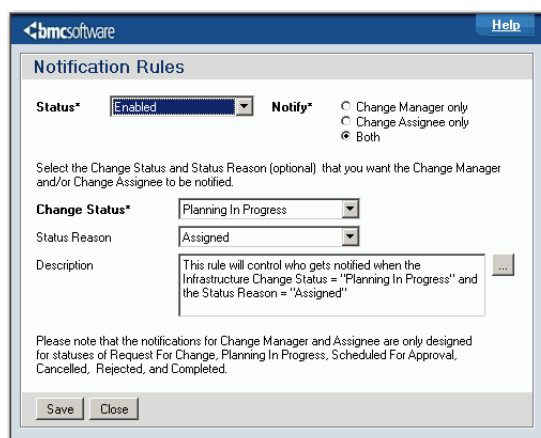 bmcsoftware
Help
Notification Rules
Status* Enabled Notify* Change Manager only
Change Assignee only
Both
Select the Change Status and Status Reason (optional) that you want the Change Manager
and/or Change Assignee to be notified.
Change Status* Planning In Progress
Status Reason Assigned
Description This rule will control who gets notified when the
Infrastructure Change Status = "Planning In Progress" and
the Status Reason = "Assigned"
...
Please note that the notifications for Change Manager and Assignee are only designed
for statuses of Request For Change, Planning In Progress, Scheduled For Approval,
Cancelled, Rejected, and Completed.
Save Close